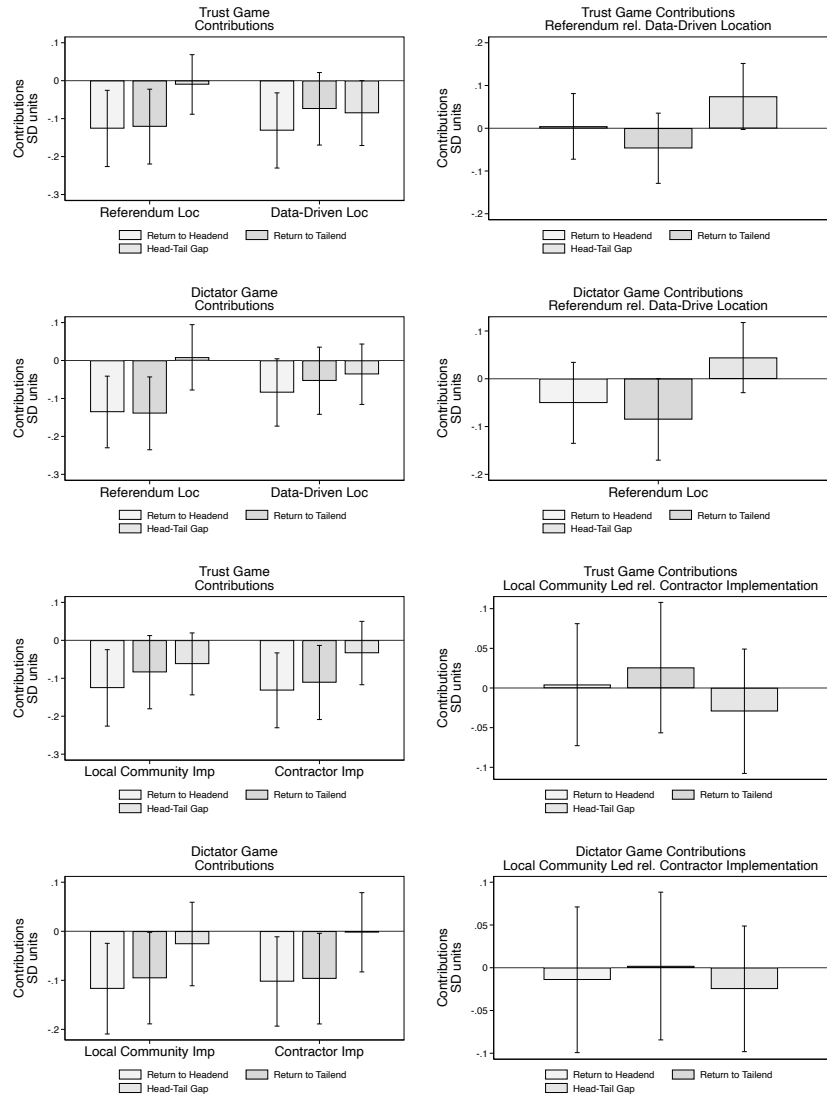 Trust Game
Contributions
Contributions
SD units
.1
0
-.1
-.2
-.3
Referendum Loc Data-Driven Loc
Return to Headend Return to Tailend
Head-Tail Gap
Trust Game Contributions
Referendum rel. Data-Driven Location
Contributions
SD units
.2
.1
0
-.1
-.2
Return to Headend Return to Tailend
Head-Tail Gap
Dictator Game
Contributions
Contributions
SD units
.1
0
-.1
-.2
-.3
Referendum Loc Data-Driven Loc
Return to Headend Return to Tailend
Head-Tail Gap
Dictator Game Contributions
Referendum rel. Data-Drive Location
Contributions
SD units
.1
0
-.1
-.2
Referendum Loc
Return to Headend Return to Tailend
Head-Tail Gap
Trust Game
Contributions
Contributions
SD units
.1
0
-.1
-.2
-.3
Local Community Imp Contractor Imp
Return to Headend Return to Tailend
Head-Tail Gap
Trust Game Contributions
Local Community Led rel. Contractor Implementation
Contributions
SD units
.1
.05
0
-.05
-.1
Return to Headend Return to Tailend
Head-Tail Gap
Dictator Game
Contributions
Contributions
SD units
.1
0
-.1
-.2
Local Community Imp Contractor Imp
Return to Headend Return to Tailend
Head-Tail Gap
Dictator Game Contributions
Local Community Led rel. Contractor Implementation
Contributions
SD units
.1
.05
0
-.05
-.1
Return to Headend Return to Tailend
Head-Tail Gap